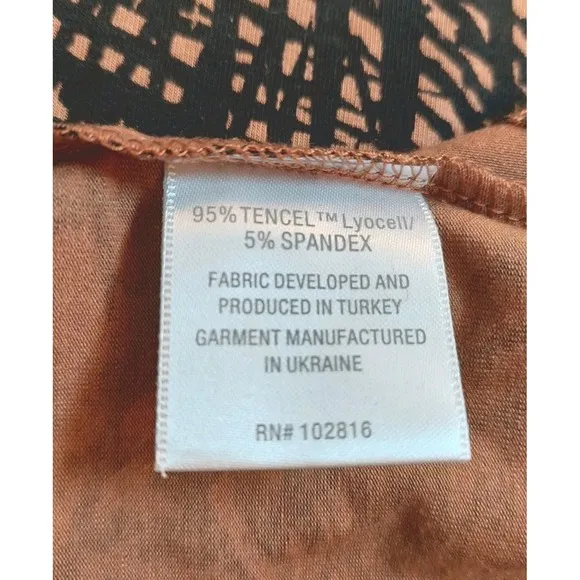 95% TENCEL™ Lyocell/
5% SPANDEX
FABRIC DEVELOPED AND
PRODUCED IN TURKEY
GARMENT MANUFACTURED
IN UKRAINE
RN# 102816